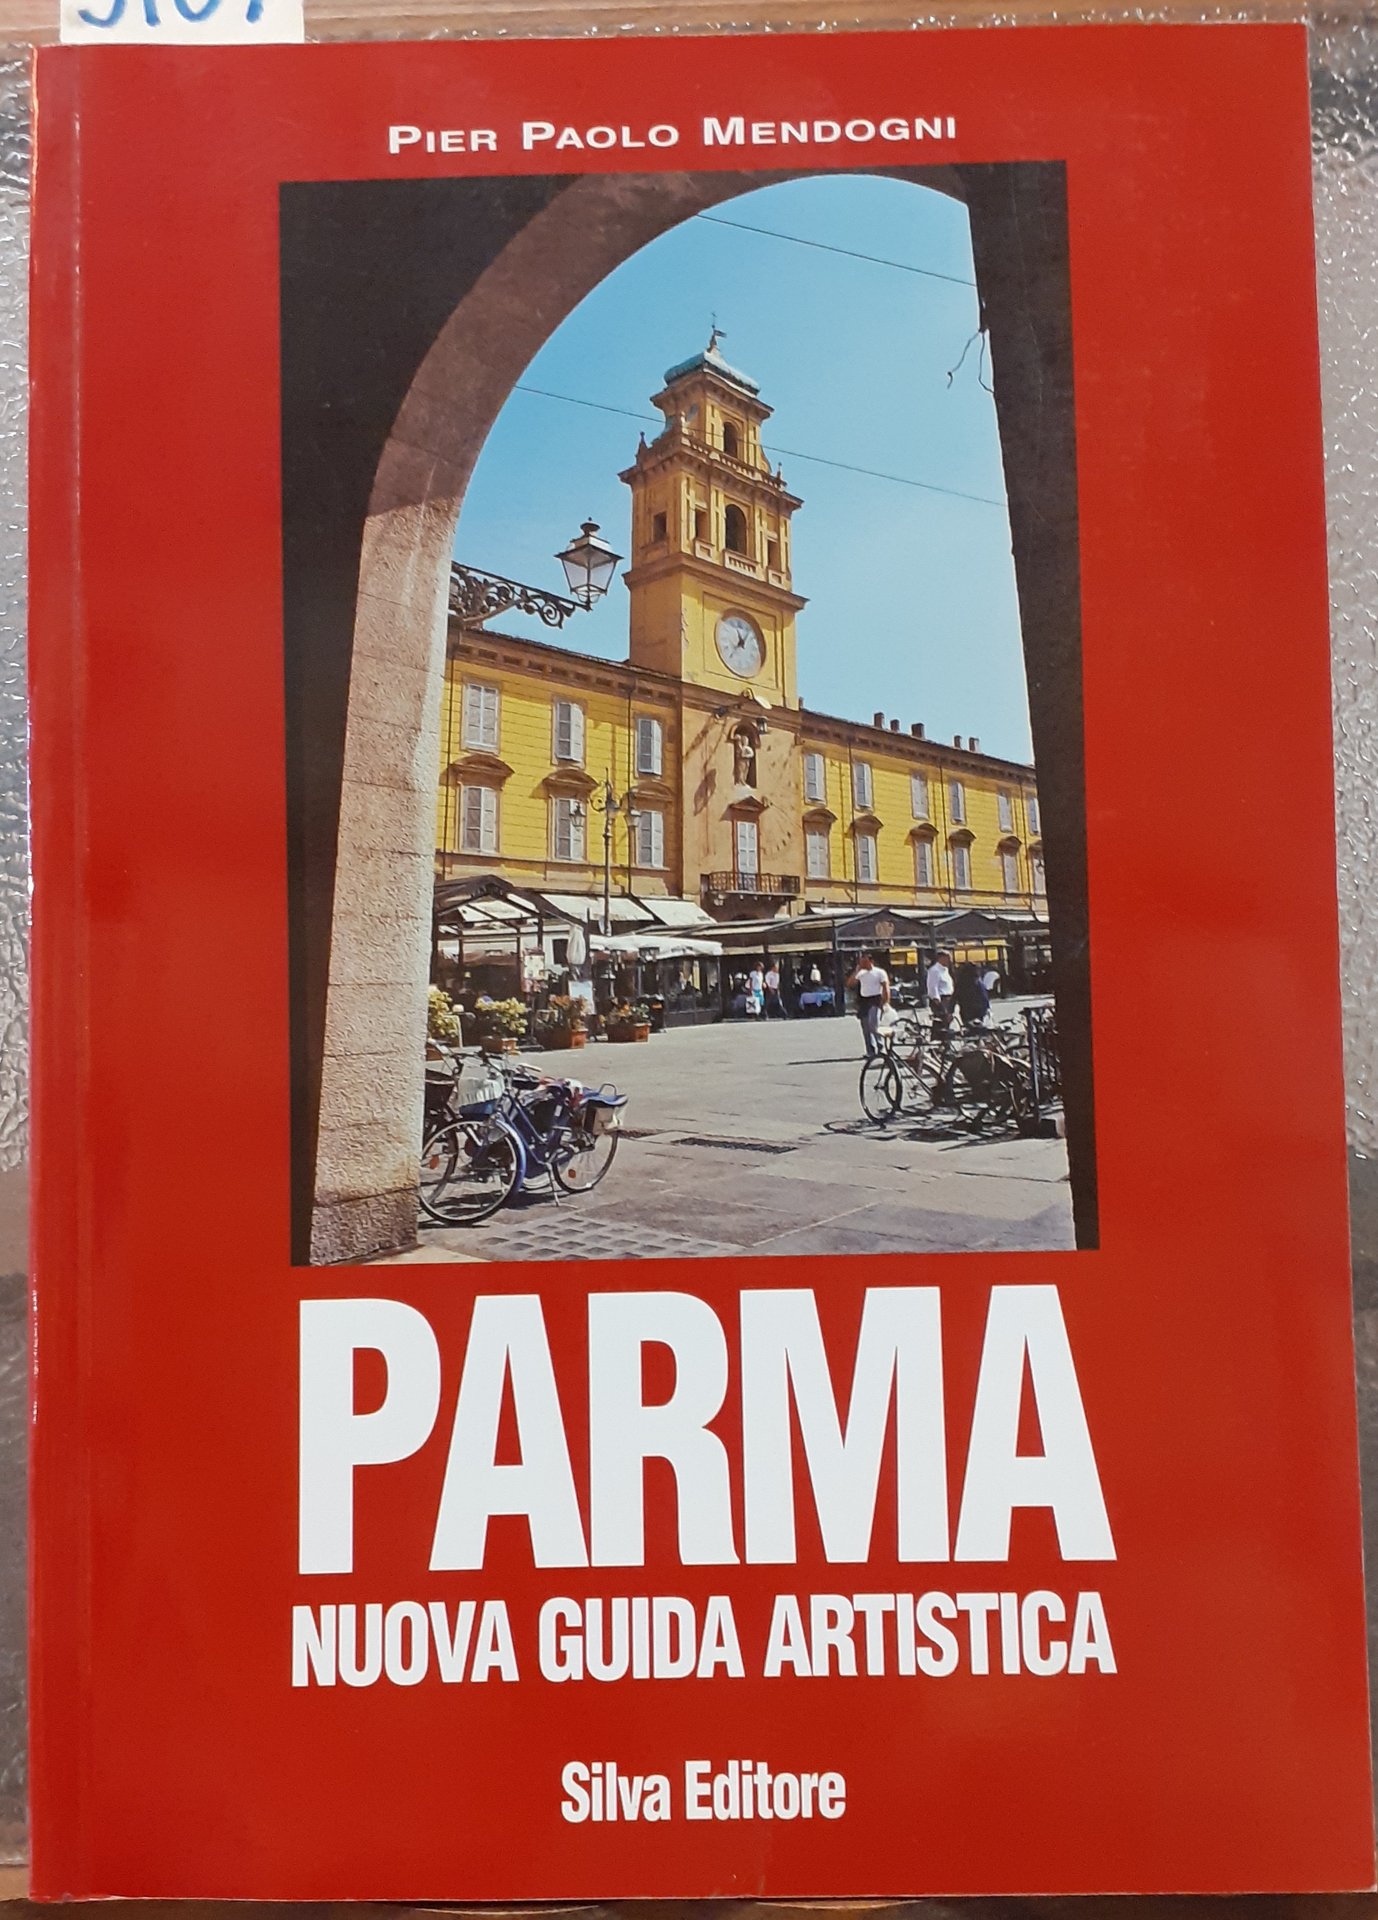 PIER PAOLO MENDOGNI
PARMA
NUOVA GUIDA ARTISTICA
Silva Editore